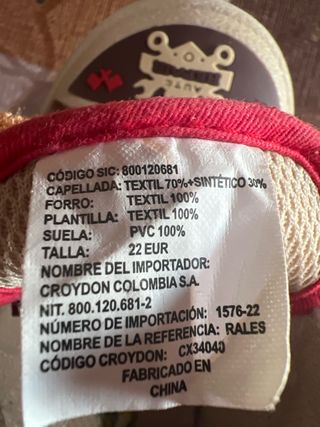 CÓDIGO SIC: 800120681
CAPELLADA: TEXTIL 70%+SINTÉTICO 30%
FORRO: TEXTIL 100%
PLANTILLA: TEXTIL 100%
SUELA: PVC 100%
TALLA: 22 EUR
NOMBRE DEL IMPORTADOR:
CROYDON COLOMBIA S.A.
NIT. 800.120.681-2
NÚMERO DE IMPORTACIÓN: 1576-22
NOMBRE DE LA REFERENCIA: RALES
CÓDIGO CROYDON: CX34040
FABRICADO EN
CHINA